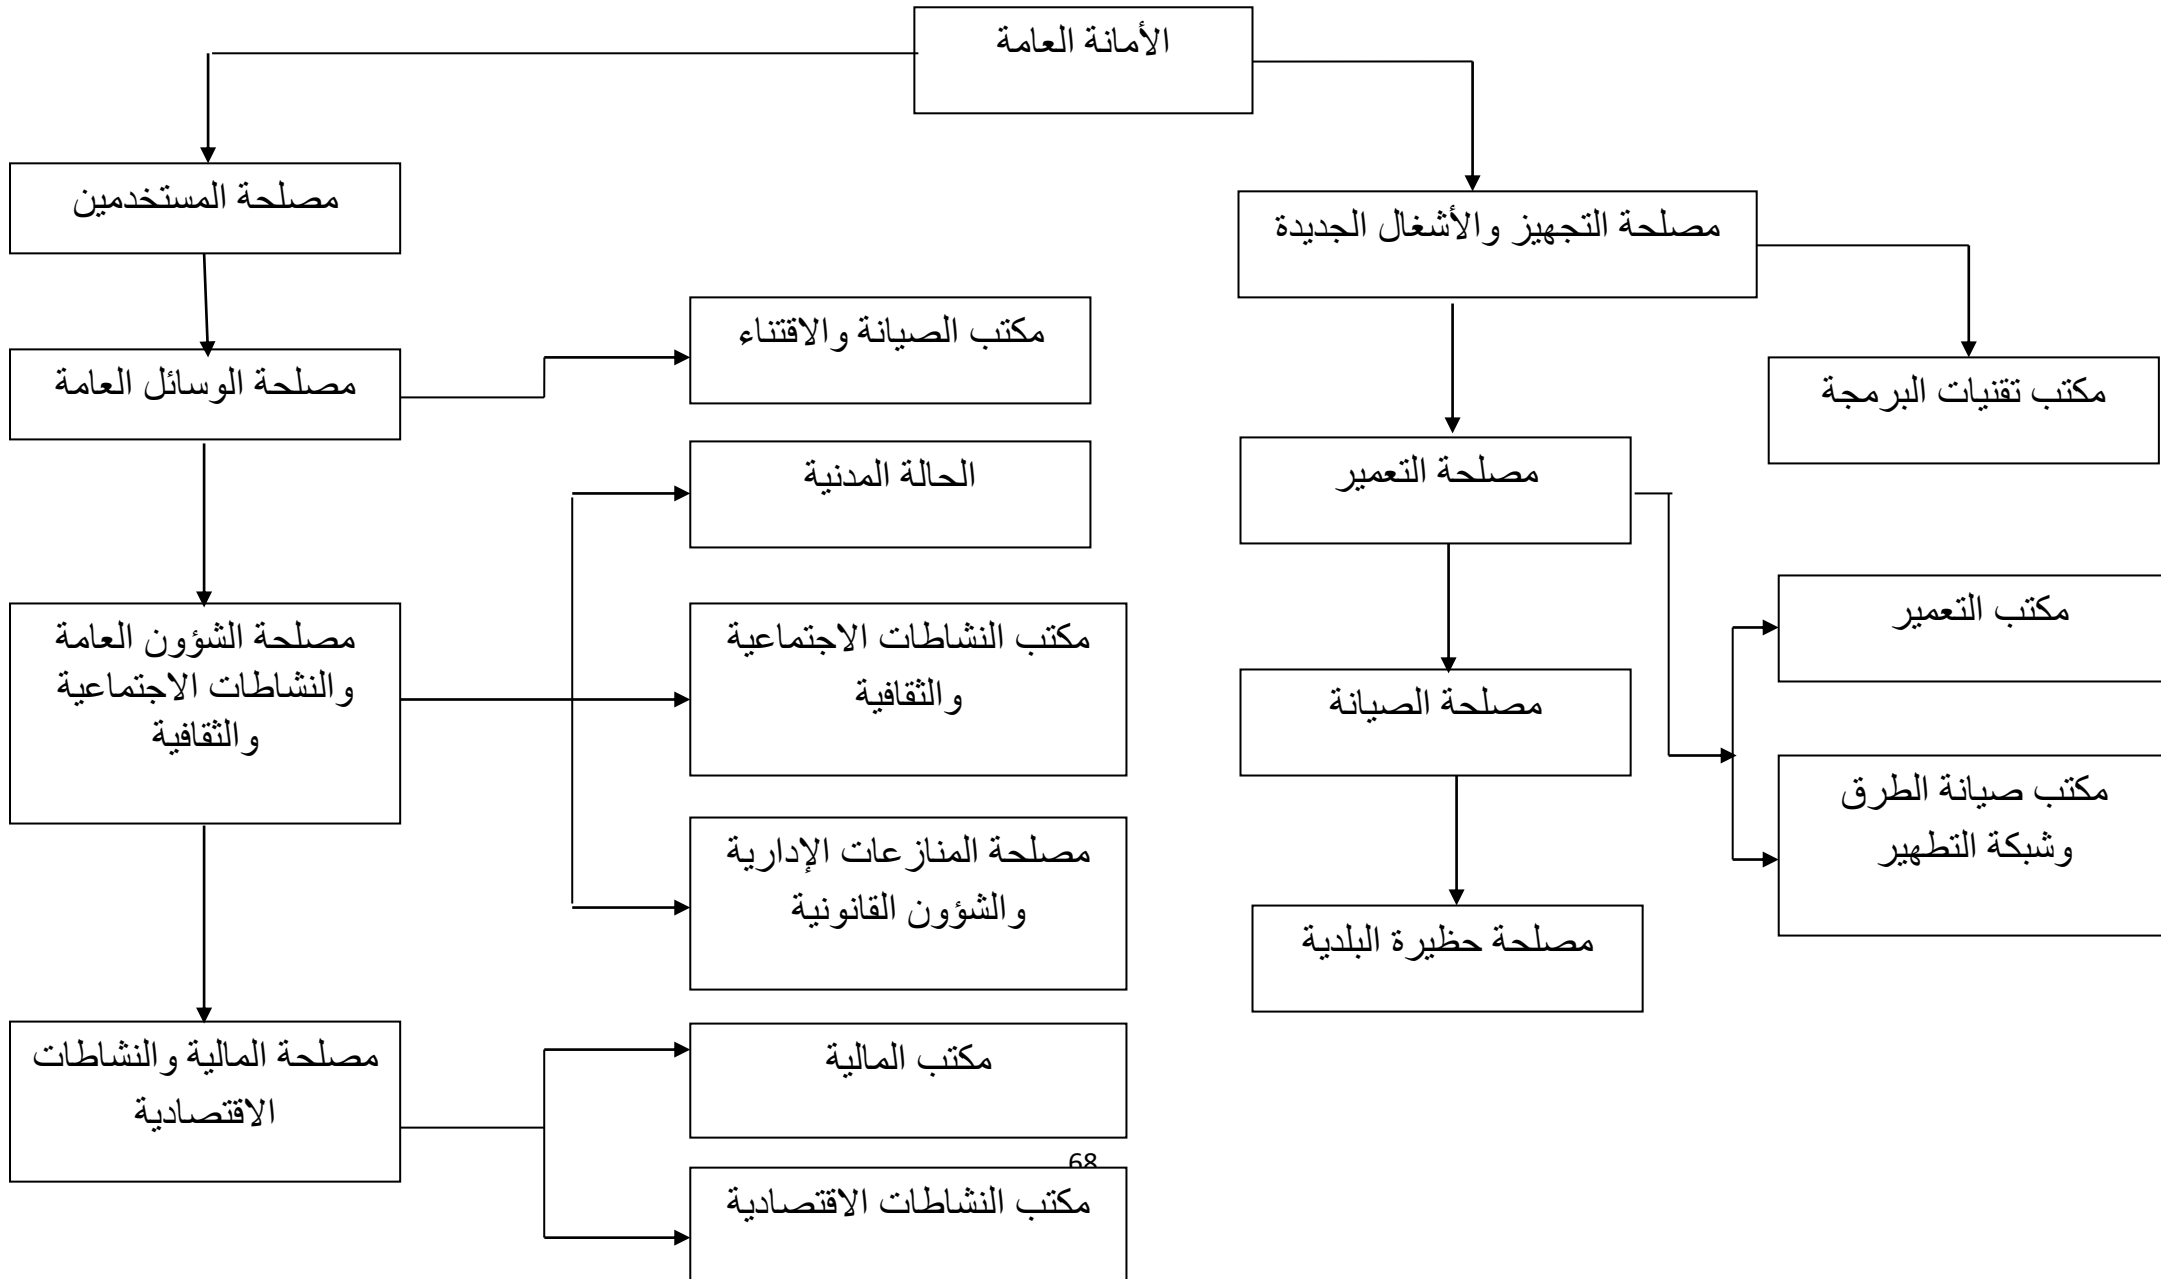 الأمانة العامة
مصلحة المستخدمين
مصلحة التجهيز والأشغال الجديدة
مكتب الصيانة والاقتناء
مصلحة الوسائل العامة
مكتب تقنيات البرمجة
الحالة المدنية
مصلحة التعمير
مكتب التعمير
مصلحة الشؤون العامة
والنشاطات الاجتماعية
والثقافية
مكتب النشاطات الاجتماعية
والثقافية
مصلحة الصيانة
مكتب صيانة الطرق
وشبكة التطهير
مصلحة المنازعات الإدارية
والشؤون القانونية
مصلحة حظيرة البلدية
مصلحة المالية والنشاطات
الاقتصادية
مكتب المالية
68
مكتب النشاطات الاقتصادية